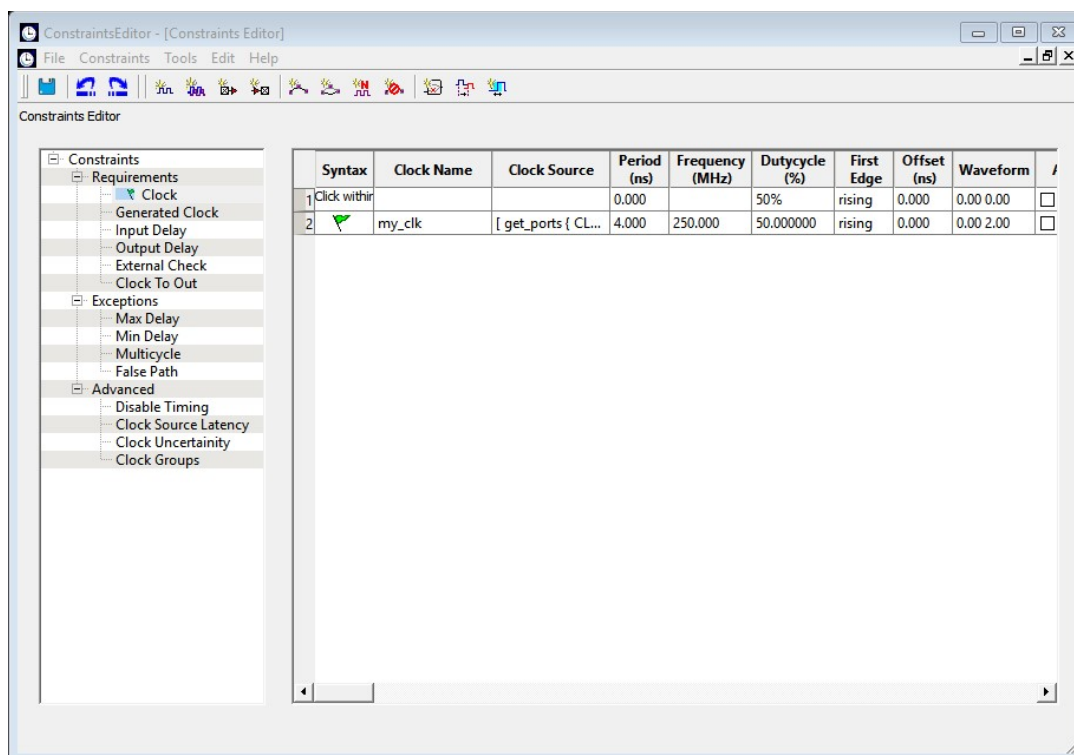 ConstraintsEditor - [Constraints Editor]
File Constraints Tools Edit Help
Constraints Editor
Constraints
Requirements
Clock
Generated Clock
Input Delay
Output Delay
External Check
Clock To Out
Exceptions
Max Delay
Min Delay
Multicycle
False Path
Advanced
Disable Timing
Clock Source Latency
Clock Uncertainity
Clock Groups
Syntax Clock Name Clock Source Period (ns) Frequency (MHz) Dutycycle (%) First Edge Offset (ns) Waveform
1 Click within 0.000 50% rising 0.000 0.00 0.00
2 my_clk [ get_ports { CL... 4.000 250.000 50.000000 rising 0.000 0.00 2.00